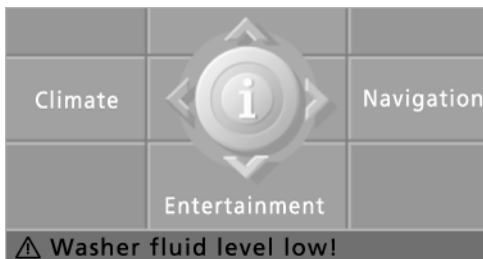 i
Climate
Navigation
Entertainment
⚠ Washer fluid level low!